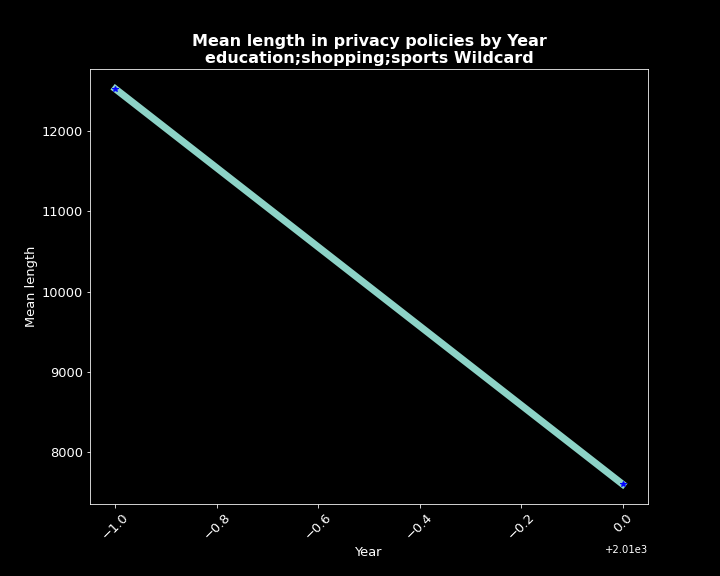 Mean length in privacy policies by Year
education;shopping;sports Wildcard
Mean length
12000
11000
10000
9000
8000
−1.0
−0.8
−0.6
−0.4
−0.2
0.0
Year
+2.01e3